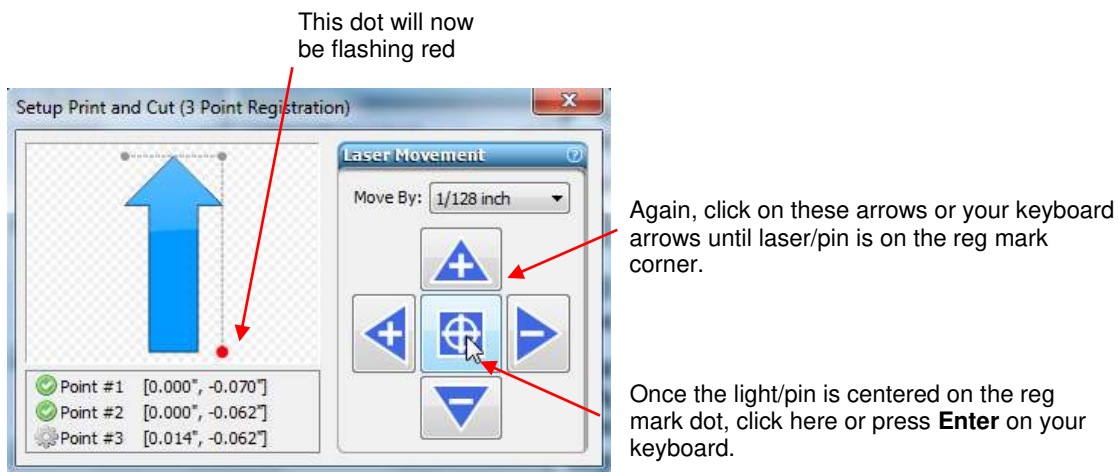 This dot will now
be flashing red
Setup Print and Cut (3 Point Registration)
Laser Movement
Move By: 1/128 inch
Again, click on these arrows or your keyboard
arrows until laser/pin is on the reg mark
corner.
Point #1 [0.000", -0.070"]
Point #2 [0.000", -0.062"]
Point #3 [0.014", -0.062"]
Once the light/pin is centered on the reg
mark dot, click here or press Enter on your
keyboard.